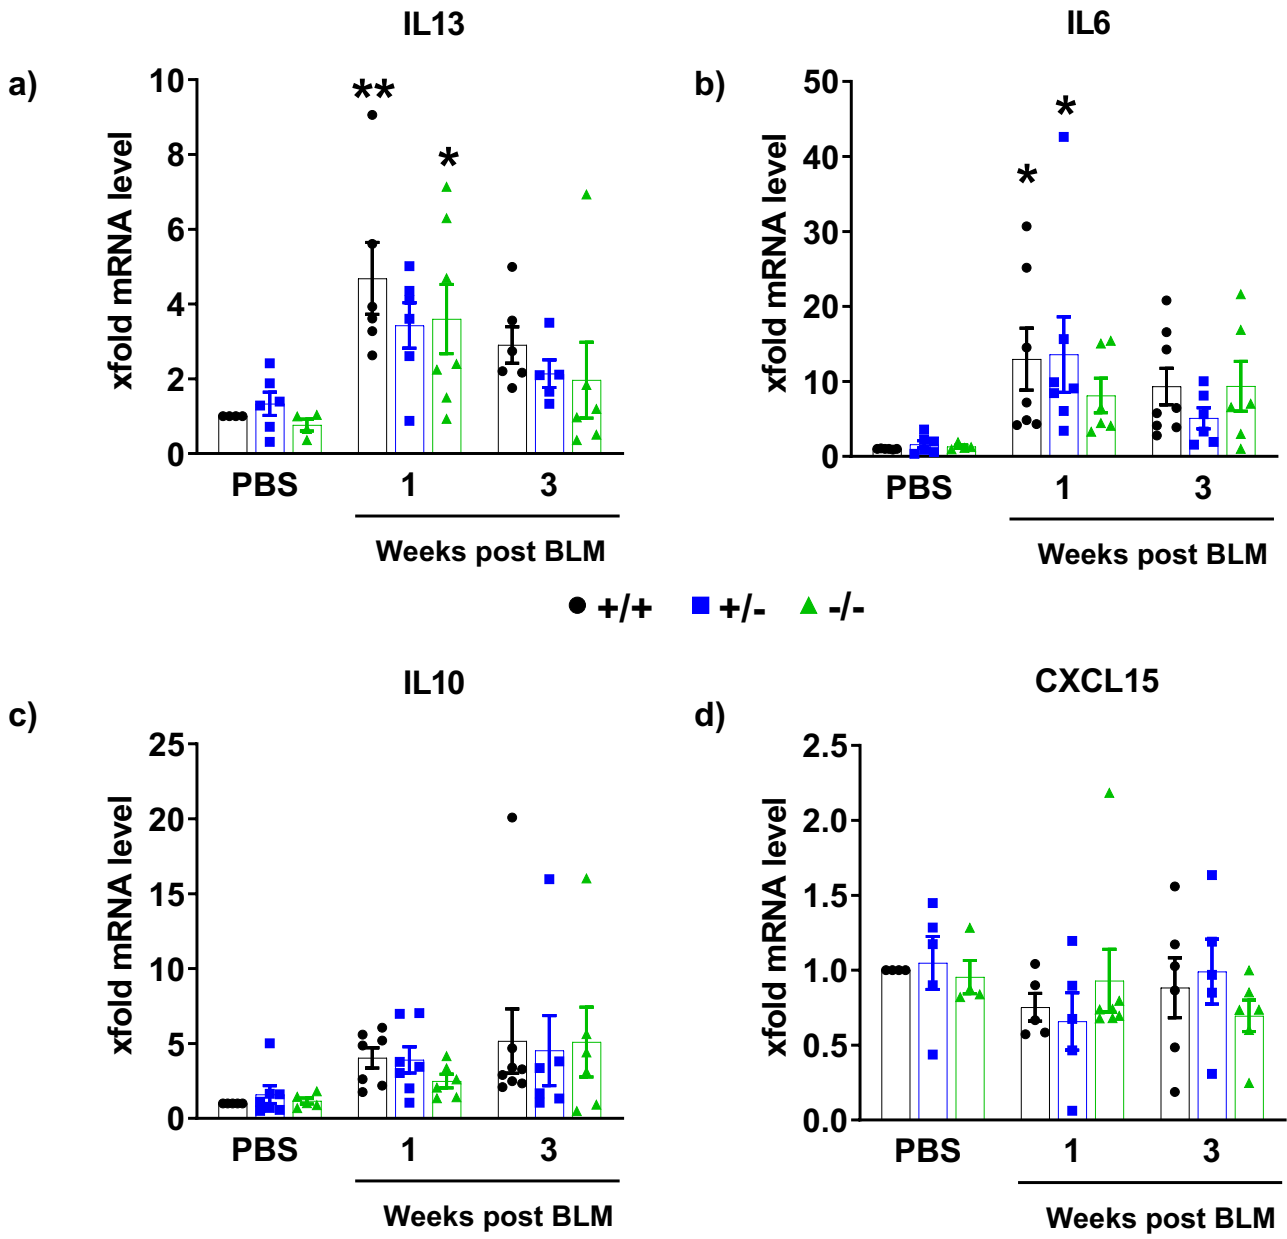 IL13
a)
xfold mRNA level
10
8
6
4
2
0
**
*
PBS
1
3
Weeks post BLM
IL6
b)
xfold mRNA level
50
40
30
20
10
0
*
*
PBS
1
3
Weeks post BLM
+/+ +/- -/-
IL10
c)
xfold mRNA level
25
20
15
10
5
0
PBS
1
3
Weeks post BLM
CXCL15
d)
xfold mRNA level
2.5
2.0
1.5
1.0
0.5
0.0
PBS
1
3
Weeks post BLM